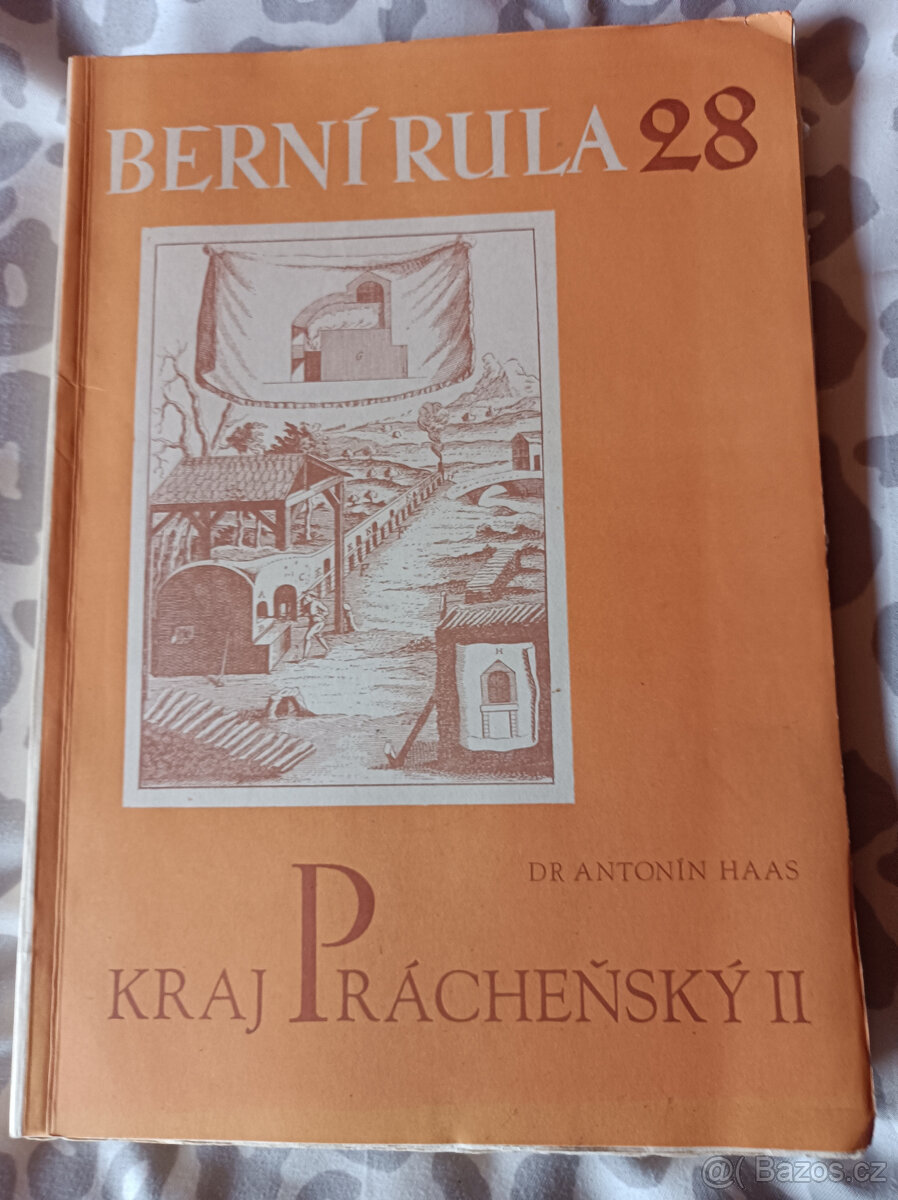 BERNÍ RULA 28
G
A
C
H
DR ANTONÍN HAAS
KRAJ PRÁCHEŇSKÝ II
@( Bazos.cz